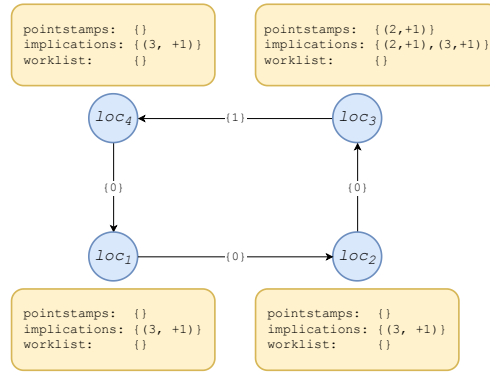 pointstamps: {}
implications: {(3, +1)}
worklist: {}
pointstamps: {(2,+1)}
implications: {(2,+1),(3,+1)}
worklist: {}
loc4
{1}
loc3
{0}
{0}
loc1
{0}
loc2
pointstamps: {}
implications: {(3, +1)}
worklist: {}
pointstamps: {}
implications: {(3, +1)}
worklist: {}